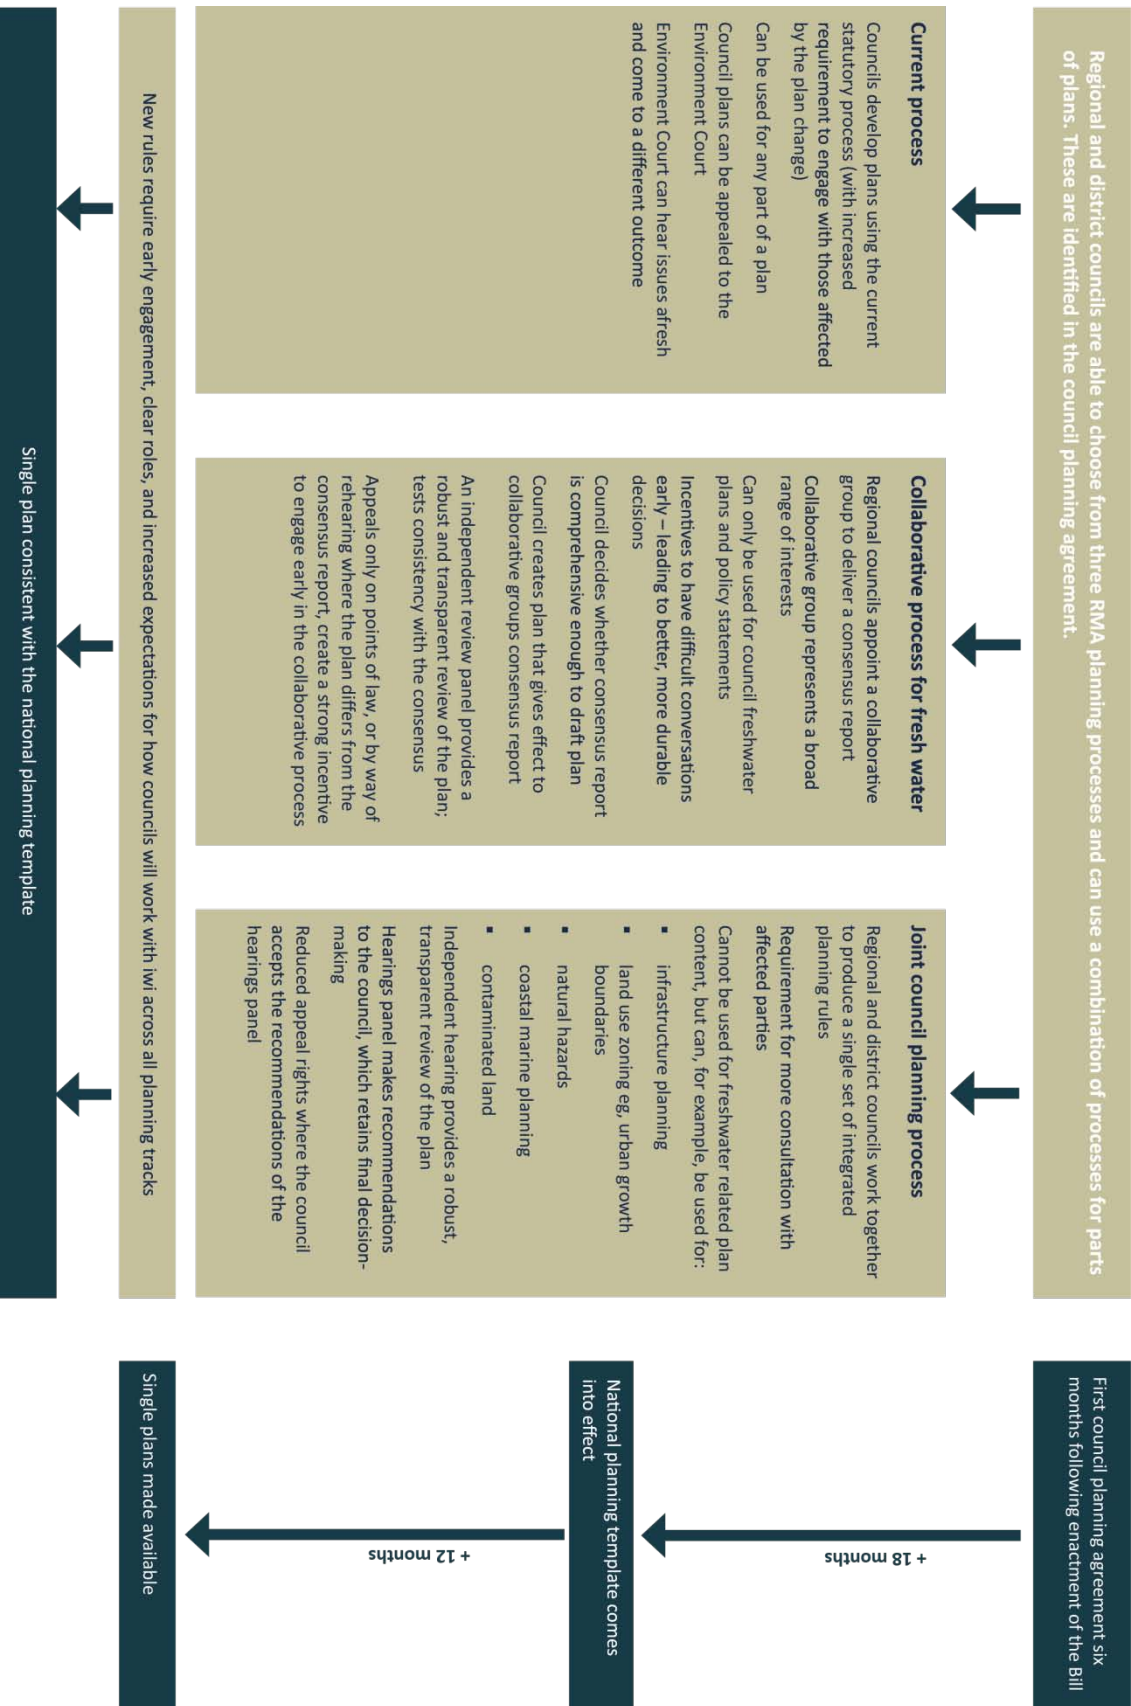 Regional and district councils are able to choose from three RMA planning processes and can use a combination of processes for parts
of plans. These are identified in the council planning agreement.
Current process
Councils develop plans using the current
statutory process (with increased
requirement to engage with those affected
by the plan change)
Can be used for any part of a plan
Council plans can be appealed to the
Environment Court
Environment Court can hear issues afresh
and come to a different outcome
Collaborative process for fresh water
Regional councils appoint a collaborative
group to deliver a consensus report
Collaborative group represents a broad
range of interests
Can only be used for council freshwater
plans and policy statements
Incentives to have difficult conversations
early – leading to better, more durable
decisions
Council decides whether consensus report
is comprehensive enough to draft plan
Council creates plan that gives effect to
collaborative groups consensus report
An independent review panel provides a
robust and transparent review of the plan;
tests consistency with the consensus
Appeals only on points of law, or by way of
rehearing where the plan differs from the
consensus report, create a strong incentive
to engage early in the collaborative process
Joint council planning process
Regional and district councils work together
to produce a single set of integrated
planning rules
Requirement for more consultation with
affected parties
Cannot be used for freshwater related plan
content, but can, for example, be used for:
▪ infrastructure planning
▪ land use zoning eg, urban growth
boundaries
▪ natural hazards
▪ coastal marine planning
▪ contaminated land
Independent hearing provides a robust,
transparent review of the plan
Hearings panel makes recommendations
to the council, which retains final decision-
making
Reduced appeal rights where the council
accepts the recommendations of the
hearings panel
New rules require early engagement, clear roles, and increased expectations for how councils will work with iwi across all planning tracks
Single plan consistent with the national planning template
First council planning agreement six
months following enactment of the Bill
+ 18 months
National planning template comes
into effect
+ 12 months
Single plans made available